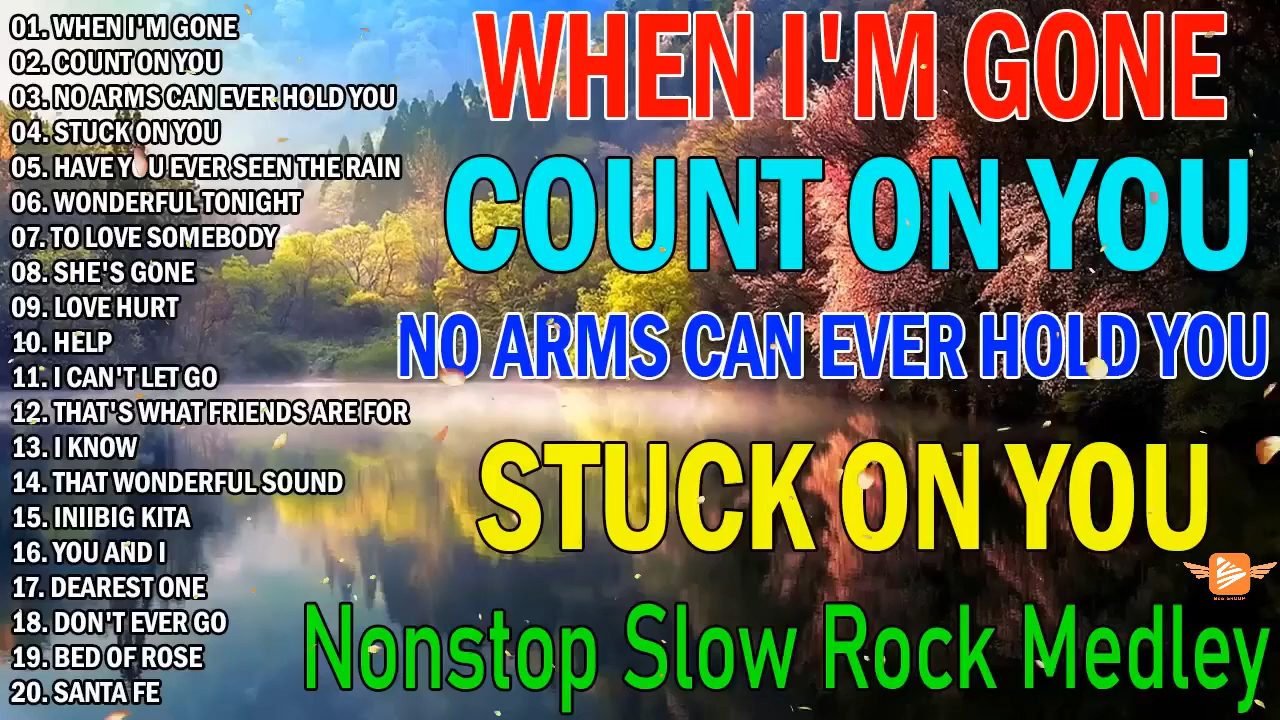 01. WHEN I'M GONE
02. COUNT ON YOU
03. NO ARMS CAN EVER HOLD YOU
04. STUCK ON YOU
05. HAVE YOU EVER SEEN THE RAIN
06. WONDERFUL TONIGHT
07. TO LOVE SOMEBODY
08. SHE'S GONE
09. LOVE HURT
10. HELP
11. I CAN'T LET GO
12. THAT'S WHAT FRIENDS ARE FOR
13. I KNOW
14. THAT WONDERFUL SOUND
15. INIIBIG KITA
16. YOU AND I
17. DEAREST ONE
18. DON'T EVER GO
19. BED OF ROSE
20. SANTA FE
WHEN I'M GONE
COUNT ON YOU
NO ARMS CAN EVER HOLD YOU
STUCK ON YOU
Nonstop Slow Rock Medley